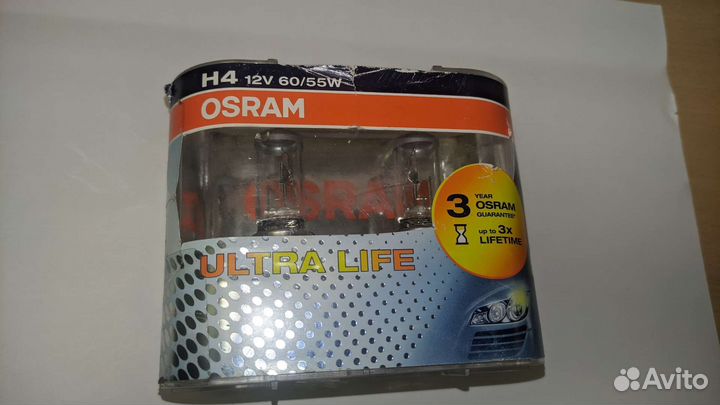 H4 12V 60/55W
OSRAM
OSRAM
3 YEAR
OSRAM
GUARANTEE*
up to 3x
LIFETIME
ULTRA LIFE
Avito